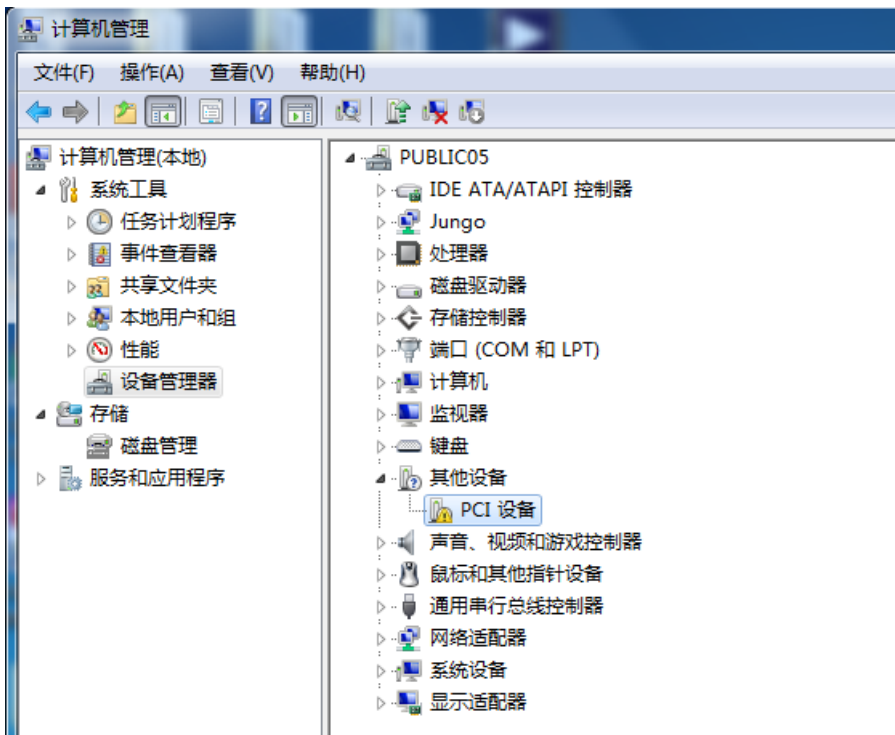 计算机管理
文件(F) 操作(A) 查看(V) 帮助(H)
计算机管理(本地)
系统工具
任务计划程序
事件查看器
共享文件夹
本地用户和组
性能
设备管理器
存储
磁盘管理
服务和应用程序
PUBLIC05
IDE ATA/ATAPI 控制器
Jungo
处理器
磁盘驱动器
存储控制器
端口 (COM 和 LPT)
计算机
监视器
键盘
其他设备
PCI 设备
声音、视频和游戏控制器
鼠标和其他指针设备
通用串行总线控制器
网络适配器
系统设备
显示适配器